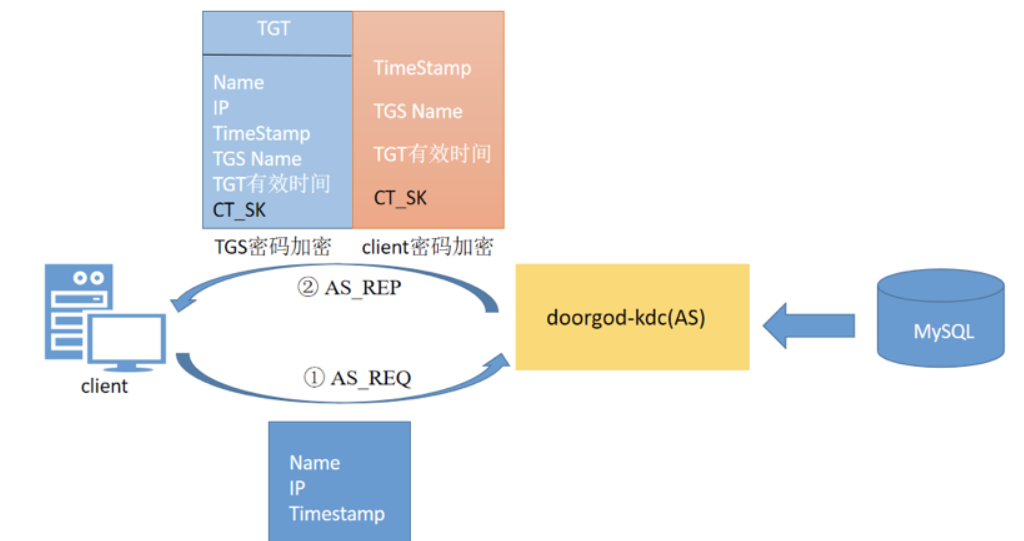 TGT
Name
IP
TimeStamp
TGS Name
TGT有效时间
CT_SK
TimeStamp
TGS Name
TGT有效时间
CT_SK
TGS密码加密
client密码加密
② AS_REP
doorgod-kdc(AS)
MySQL
client
① AS_REQ
Name
IP
Timestamp